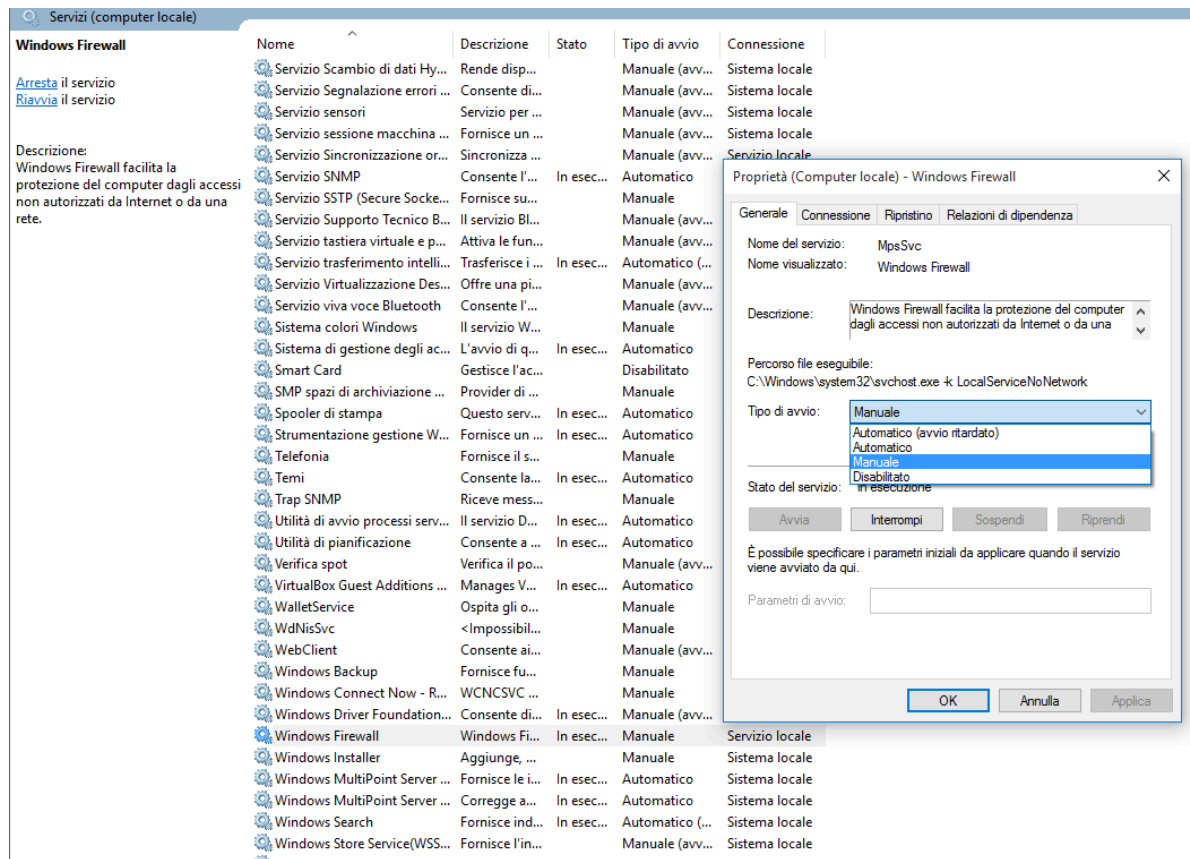 Servizi (computer locale)
Windows Firewall
Arresta il servizio
Riavvia il servizio
Descrizione:
Windows Firewall facilita la
protezione del computer dagli accessi
non autorizzati da Internet o da una
rete.
Nome Descrizione Stato Tipo di avvio Connessione
Servizio Scambio di dati Hy... Rende disp... Manuale (avv... Sistema locale
Servizio Segnalazione errori ... Consente di... Manuale (avv... Sistema locale
Servizio sensori Servizio per ... Manuale (avv... Sistema locale
Servizio sessione macchina ... Fornisce un ... Manuale (avv... Sistema locale
Servizio Sincronizzazione or... Sincronizza ... Manuale (avv... Servizio locale
Servizio SNMP Consente l'... In esec... Automatico
Servizio SSTP (Secure Socke... Fornisce su... Manuale
Servizio Supporto Tecnico B... Il servizio Bl... Manuale (avv...
Servizio tastiera virtuale e p... Attiva le fun... Manuale (avv...
Servizio trasferimento intelli... Trasferisce i ... In esec... Automatico (...
Servizio Virtualizzazione Des... Offre una pi... Manuale (avv...
Servizio viva voce Bluetooth Consente l'... Manuale (avv...
Sistema colori Windows Il servizio W... Manuale
Sistema di gestione degli ac... L'avvio di q... In esec... Automatico
Smart Card Gestisce l'ac... Disabilitato
SMP spazi di archiviazione ... Provider di ... Manuale
Spooler di stampa Questo serv... In esec... Automatico
Strumentazione gestione W... Fornisce un ... In esec... Automatico
Telefonia Fornisce il s... Manuale
Temi Consente la... In esec... Automatico
Trap SNMP Riceve mess... Manuale
Utilità di avvio processi serv... Il servizio D... In esec... Automatico
Utilità di pianificazione Consente a ... In esec... Automatico
Verifica spot Verifica il po... Manuale (avv...
VirtualBox Guest Additions ... Manages V... In esec... Automatico
WalletService Ospita gli o... Manuale
WdNisSvc <Impossibil... Manuale
WebClient Consente ai... Manuale (avv...
Windows Backup Fornisce fu... Manuale
Windows Connect Now - R... WCNCSVC ... Manuale
Windows Driver Foundation... Consente di... In esec... Manuale (avv...
Windows Firewall Windows Fi... In esec... Manuale Servizio locale
Windows Installer Aggiunge, ... Manuale Sistema locale
Windows MultiPoint Server ... Fornisce le i... In esec... Automatico Sistema locale
Windows MultiPoint Server ... Corregge a... In esec... Automatico Sistema locale
Windows Search Fornisce ind... In esec... Automatico (... Sistema locale
Windows Store Service(WSS... Fornisce l'in... Manuale (avv... Sistema locale
Proprietà (Computer locale) - Windows Firewall
Generale Connessione Ripristino Relazioni di dipendenza
Nome del servizio: MpsSvc
Nome visualizzato: Windows Firewall
Descrizione: Windows Firewall facilita la protezione del computer
dagli accessi non autorizzati da Internet o da una
Percorso file eseguibile:
C:\Windows\system32\svchost.exe -k LocalServiceNoNetwork
Tipo di avvio: Manuale
Automatico (avvio ritardato)
Automatico
Manuale
Disabilitato
Stato del servizio: In esecuzione
Avvia Interrompi Sospendi Riprendi
È possibile specificare i parametri iniziali da applicare quando il servizio
viene avviato da qui.
Parametri di avvio:
OK Annulla Applica